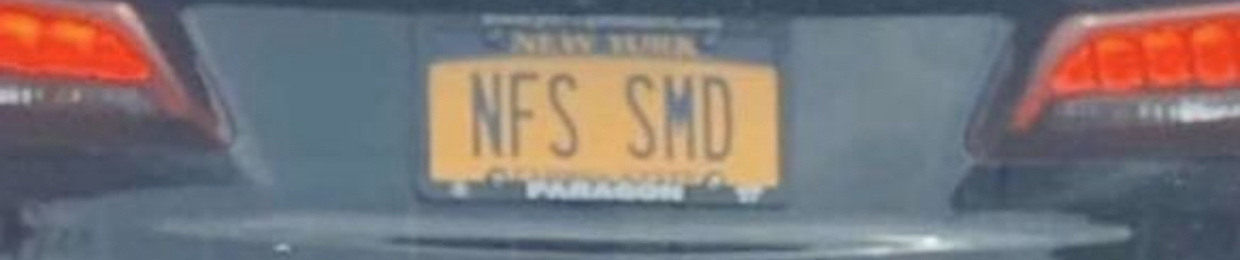 NEW YORK
NFS SMD
PARAGON